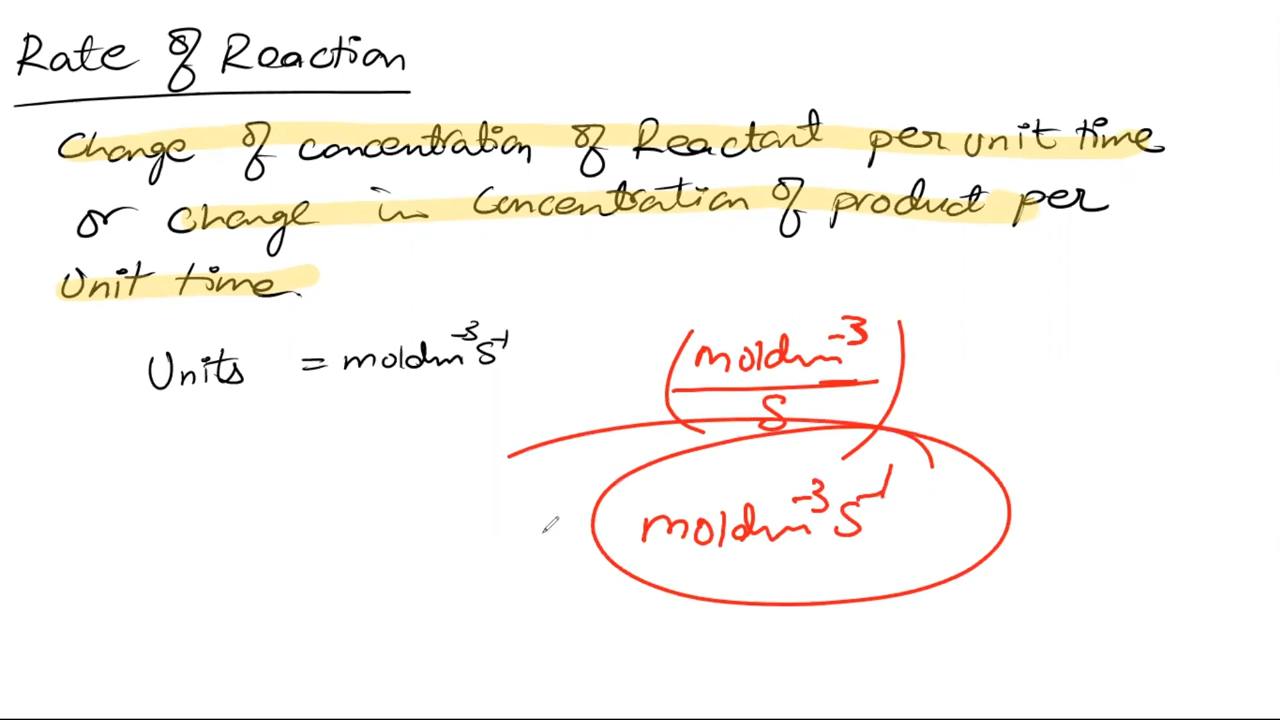 Rate of Reaction
Change of concentration of Reactant per unit time
or change in concentration of product per
Unit time
Units = moldm⁻³s⁻¹
(moldm⁻³/S)
moldm⁻³S⁻¹